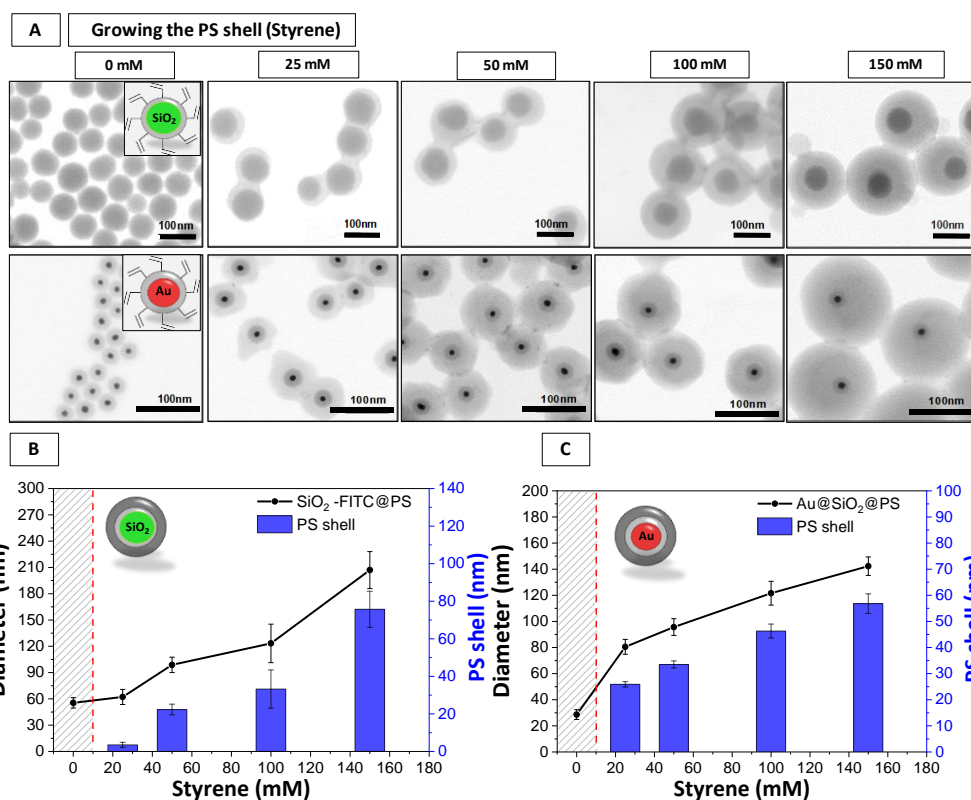 A
Growing the PS shell (Styrene)
0 mM
25 mM
50 mM
100 mM
150 mM
SiO₂
100nm
100nm
100nm
100nm
100nm
Au
100nm
100nm
100nm
100nm
100nm
B
300
270
240
210
180
150
120
90
60
30
0
Diameter (nm)
SiO₂
SiO₂ -FITC@PS
PS shell
140
120
100
80
60
40
20
0
PS shell (nm)
0 20 40 60 80 100 120 140 160 180
Styrene (mM)
C
200
180
160
140
120
100
80
60
40
20
0
Diameter (nm)
Au
Au@SiO₂@PS
PS shell
100
90
80
70
60
50
40
30
20
10
0
PS shell (nm)
0 20 40 60 80 100 120 140 160 180
Styrene (mM)